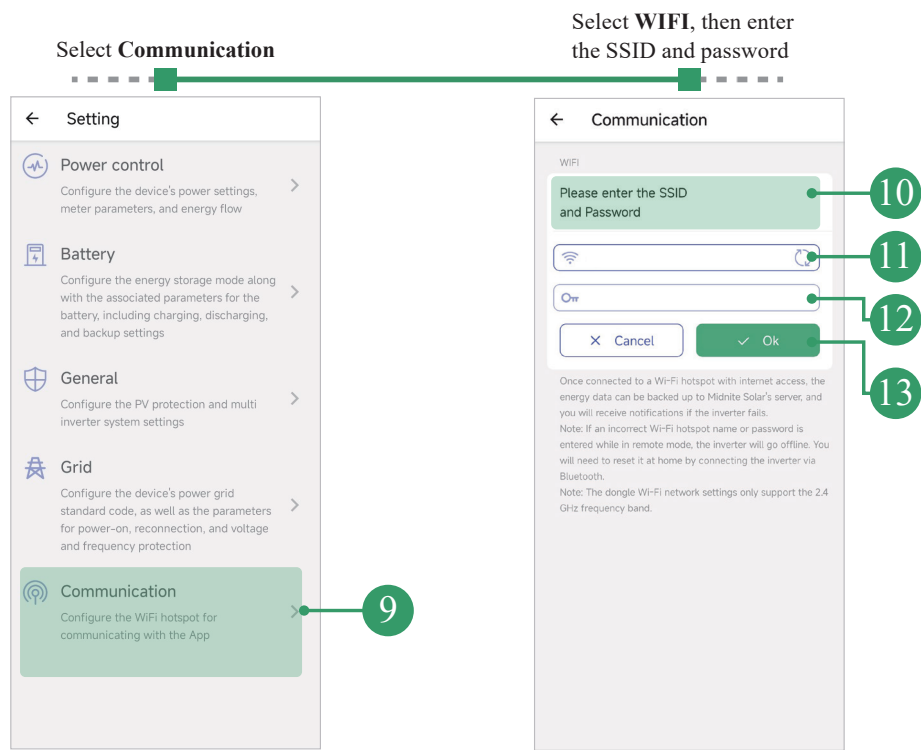 Select Communication
Select WIFI, then enter
the SSID and password
Setting
Power control
Configure the device's power settings,
meter parameters, and energy flow
Battery
Configure the energy storage mode along
with the associated parameters for the
battery, including charging, discharging,
and backup settings
General
Configure the PV protection and multi
inverter system settings
Grid
Configure the device's power grid
standard code, as well as the parameters
for power-on, reconnection, and voltage
and frequency protection
Communication
Configure the WiFi hotspot for
communicating with the App
9
Communication
WIFI
Please enter the SSID
and Password
10
11
12
Cancel
Ok
13
Once connected to a Wi-Fi hotspot with internet access, the
energy data can be backed up to Midnite Solar's server, and
you will receive notifications if the inverter fails.
Note: If an incorrect Wi-Fi hotspot name or password is
entered while in remote mode, the inverter will go offline. You
will need to reset it at home by connecting the inverter via
Bluetooth.
Note: The dongle Wi-Fi network settings only support the 2.4
GHz frequency band.